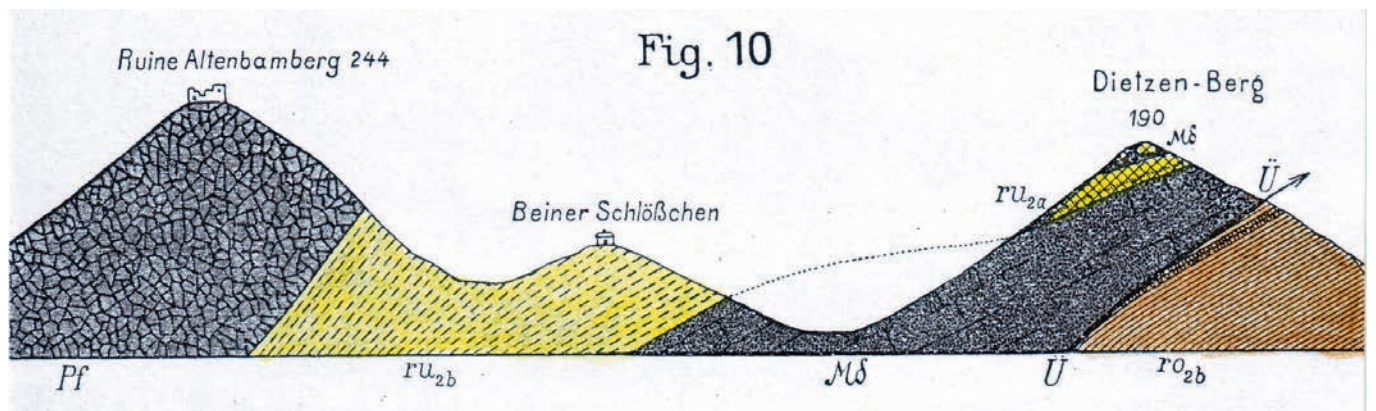 Fig. 10
Ruine Altenbamberg 244
Dietzen-Berg
190
Mδ
Ü
ru2a
Beiner Schlößchen
Pf
ru2b
Mδ
Ü
ro2b